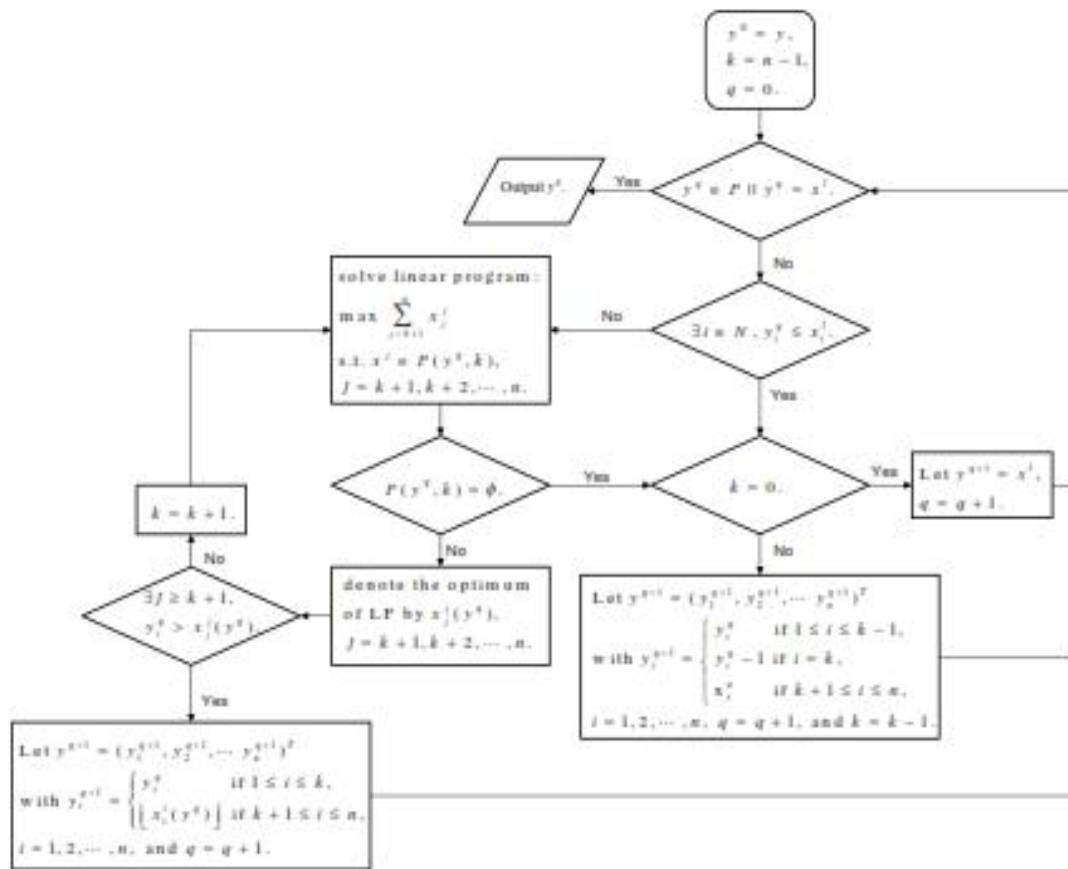 y⁰ = y,
k = n − 1,
q = 0.
Output y^q.
Yes
y^q ∈ P || y^q = x^l.
No
solve linear program:
max ∑_{j=k+1}^{n} x_j^j
s.t. x^j ∈ P(y^q, k),
j = k + 1, k + 2, ⋯, n.
No
∃i ∈ N, y_i^q ≤ x_i^l.
Yes
P(y^q, k) = ϕ.
Yes
k = 0.
Yes
Let y^{q+1} = x^l,
q = q + 1.
k = k + 1.
No
No
No
∃j ≥ k + 1,
y_i^q > x_j^j(y^q)
denote the optimum
of LP by x_j^j(y^q),
j = k + 1, k + 2, ⋯, n.
Let y^{q+1} = (y_1^{q+1}, y_2^{q+1}, ⋯ y_n^{q+1})^T
with y_i^{q+1} = { y_i^q if 1 ≤ i ≤ k − 1,
y_i^q − 1 if i = k,
x_i^u if k + 1 ≤ i ≤ n,
i = 1, 2, ⋯, n, q = q + 1, and k = k − 1.
Yes
Let y^{q+1} = (y_1^{q+1}, y_2^{q+1}, ⋯ y_n^{q+1})^T
with y_i^{q+1} = { y_i^q if 1 ≤ i ≤ k,
⌊x_i^i(y^q)⌋ if k + 1 ≤ i ≤ n,
i = 1, 2, ⋯, n, and q = q + 1.